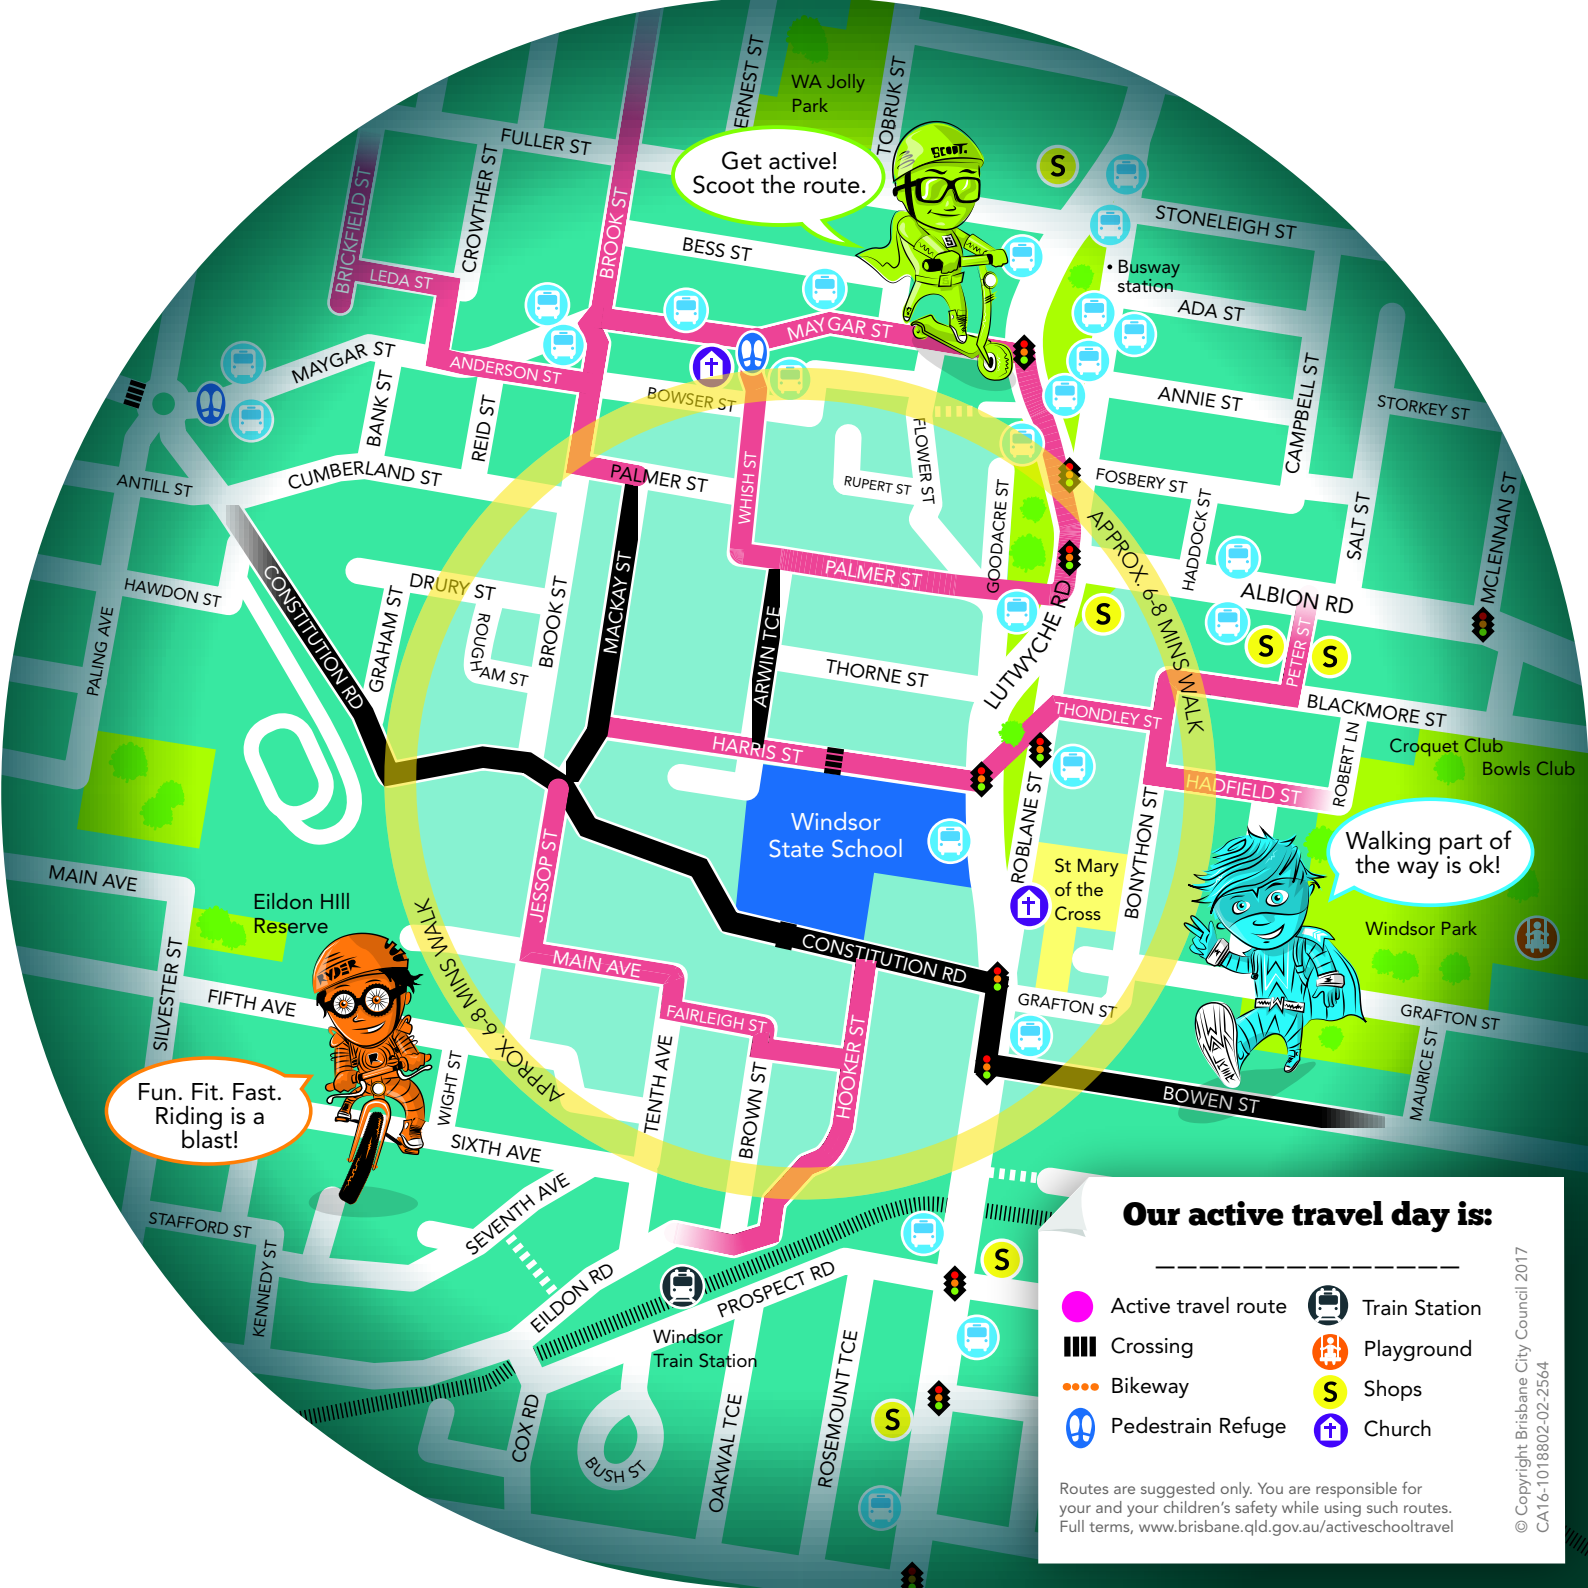 ERNEST ST
WA Jolly
Park
TOBRUK ST
FULLER ST
SCOOT.
Get active!
Scoot the route.
S
BRICKFIELD ST
CROWTHER ST
BROOK ST
BESS ST
STONELEIGH ST
• Busway
station
LEDA ST
ADA ST
MAYGAR ST
MAYGAR ST
ANDERSON ST
BOWSER ST
ANNIE ST
STORKEY ST
CAMPBELL ST
BANK ST
REID ST
FLOWER ST
ANTILL ST
CUMBERLAND ST
PALMER ST
WHISH ST
RUPERT ST
GOODACRE ST
FOSBERY ST
HADDOCK ST
SALT ST
MCLENNAN ST
APPROX. 6-8 MINS WALK
HAWDON ST
PALING AVE
CONSTITUTION RD
DRURY ST
GRAHAM ST
ROUGHAM ST
BROOK ST
MACKAY ST
PALMER ST
ARWIN TCE
THORNE ST
LUTWYCHE RD
S
ALBION RD
S
PETER ST
S
THONDLEY ST
BLACKMORE ST
HARRIS ST
Croquet Club
Bowls Club
ROBERT LN
HADFIELD ST
Windsor
State School
ROBLANE ST
BONYTHON ST
St Mary
of the
Cross
Walking part of
the way is ok!
Windsor Park
MAIN AVE
Eildon HIll
Reserve
JESSOP ST
SILVESTER ST
RYDER
R
FIFTH AVE
APPROX. 6-8 MINS WALK
MAIN AVE
CONSTITUTION RD
FAIRLEIGH ST
GRAFTON ST
GRAFTON ST
HOOKER ST
MAURICE ST
Fun. Fit. Fast.
Riding is a
blast!
WIGHT ST
TENTH AVE
BROWN ST
BOWEN ST
SIXTH AVE
SEVENTH AVE
STAFFORD ST
KENNEDY ST
EILDON RD
PROSPECT RD
S
Windsor
Train Station
COX RD
BUSH ST
OAKWAL TCE
ROSEMOUNT TCE
S
Our active travel day is:
______________
Active travel route
Crossing
Bikeway
Pedestrain Refuge
Train Station
Playground
S Shops
Church
Routes are suggested only. You are responsible for
your and your children's safety while using such routes.
Full terms, www.brisbane.qld.gov.au/activeschooltravel
© Copyright Brisbane City Council 2017
CA16-1018802-02-2564